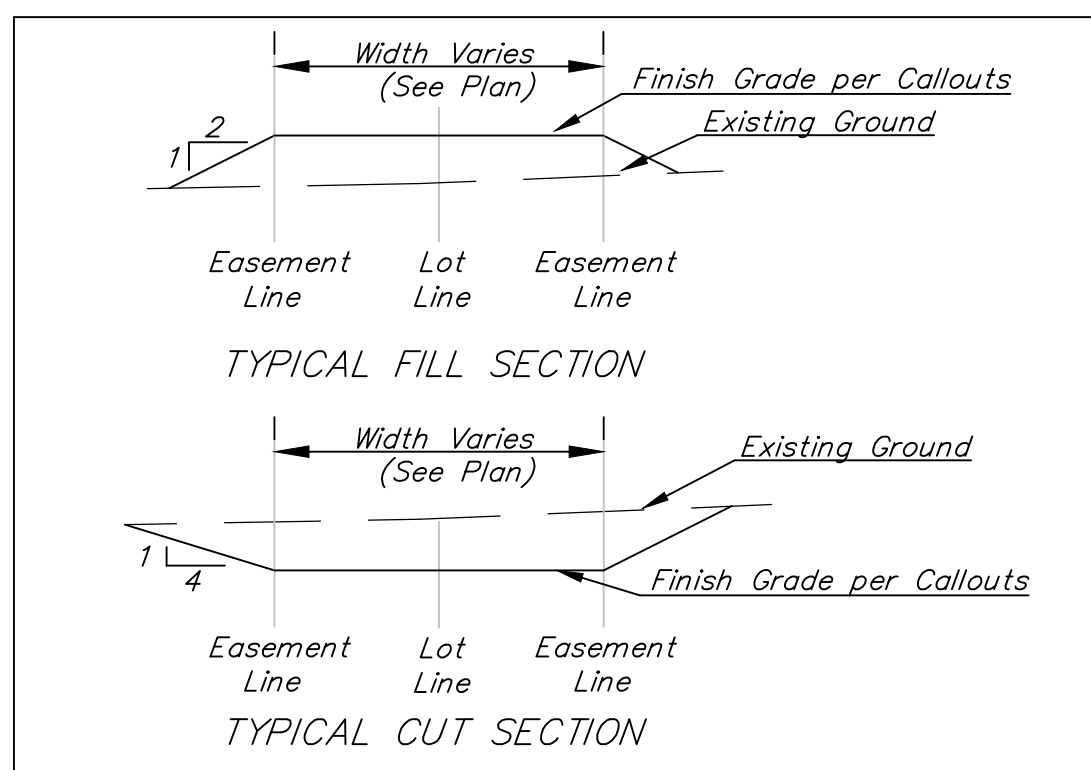 Width Varies
(See Plan)
Finish Grade per Callouts
Existing Ground
2
1
Easement Line
Lot Line
Easement Line
TYPICAL FILL SECTION
Width Varies
(See Plan)
Existing Ground
1
4
Finish Grade per Callouts
Easement Line
Lot Line
Easement Line
TYPICAL CUT SECTION